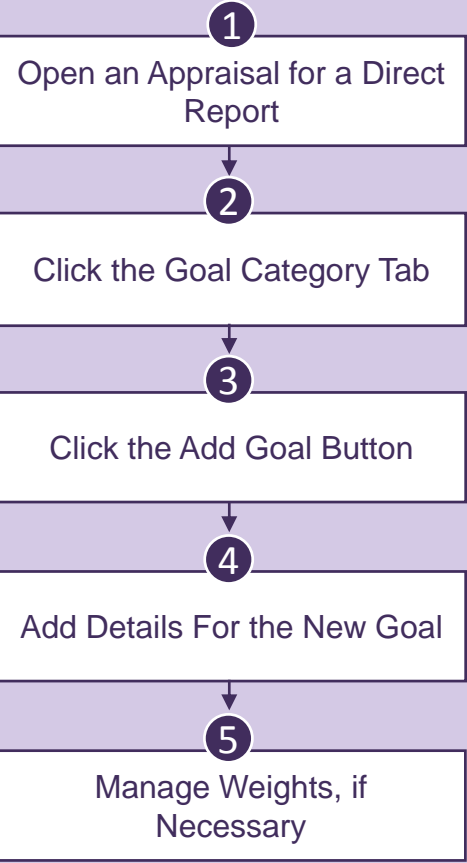 1
Open an Appraisal for a Direct
Report
2
Click the Goal Category Tab
3
Click the Add Goal Button
4
Add Details For the New Goal
5
Manage Weights, if
Necessary